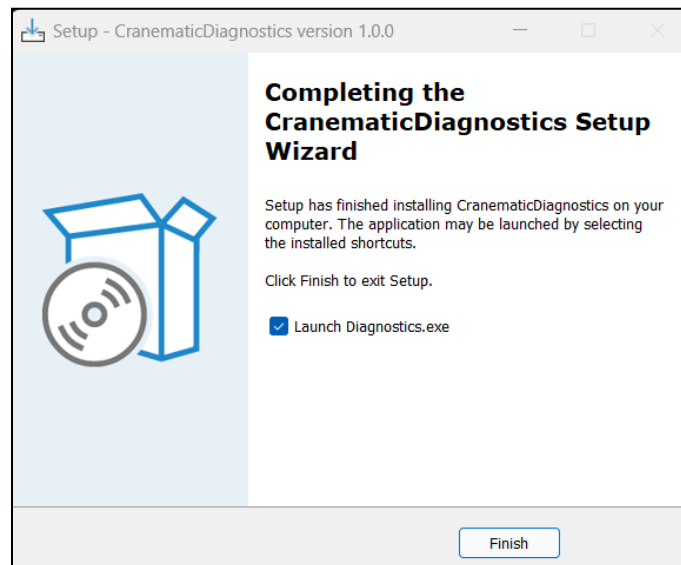 Setup - CranematicDiagnostics version 1.0.0
Completing the
CranematicDiagnostics Setup
Wizard
Setup has finished installing CranematicDiagnostics on your
computer. The application may be launched by selecting
the installed shortcuts.
Click Finish to exit Setup.
Launch Diagnostics.exe
Finish